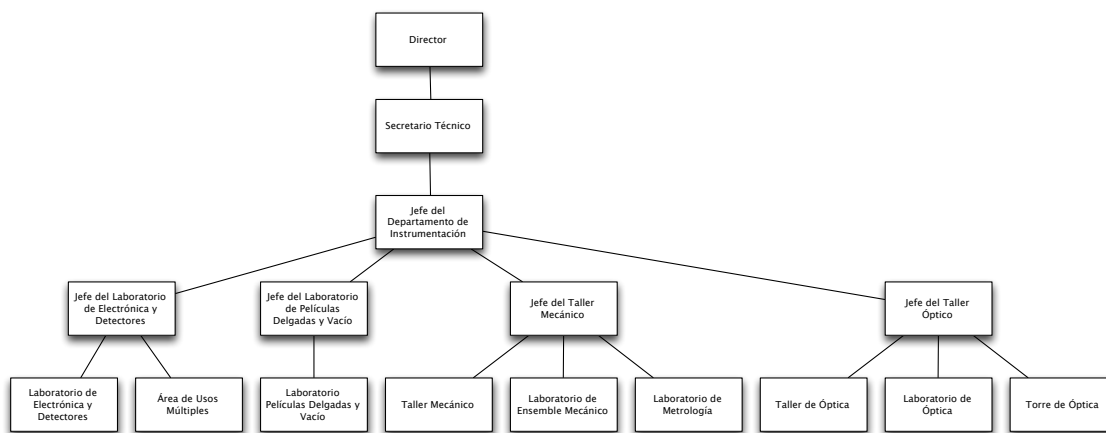 Director
Secretario Técnico
Jefe del
Departamento de
Instrumentación
Jefe del Laboratorio
de Electrónica y
Detectores
Jefe del Laboratorio
de Películas
Delgadas y Vacío
Jefe del Taller
Mecánico
Jefe del Taller
Óptico
Laboratorio de
Electrónica y
Detectores
Área de Usos
Múltiples
Laboratorio
Películas Delgadas y
Vacío
Taller Mecánico
Laboratorio de
Ensemble Mecánico
Laboratorio de
Metrología
Taller de Óptica
Laboratorio de
Óptica
Torre de Óptica